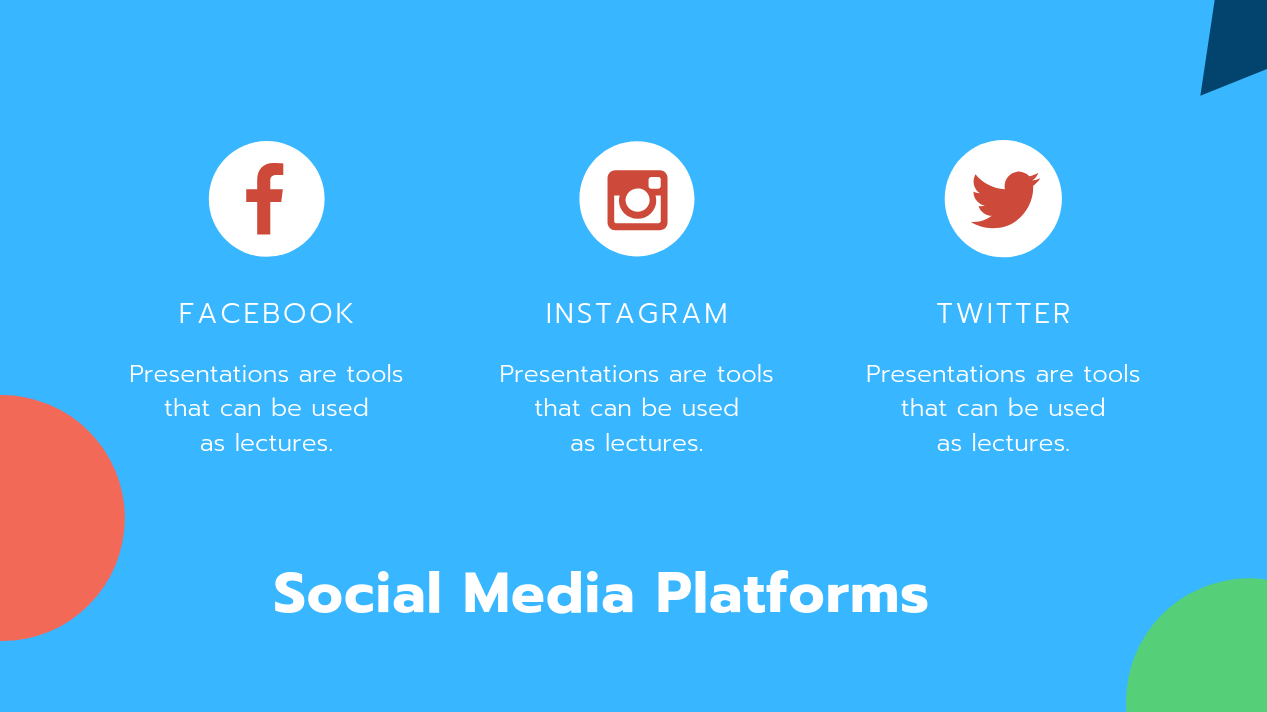 FACEBOOK
Presentations are tools
that can be used
as lectures.
INSTAGRAM
Presentations are tools
that can be used
as lectures.
TWITTER
Presentations are tools
that can be used
as lectures.
Social Media Platforms